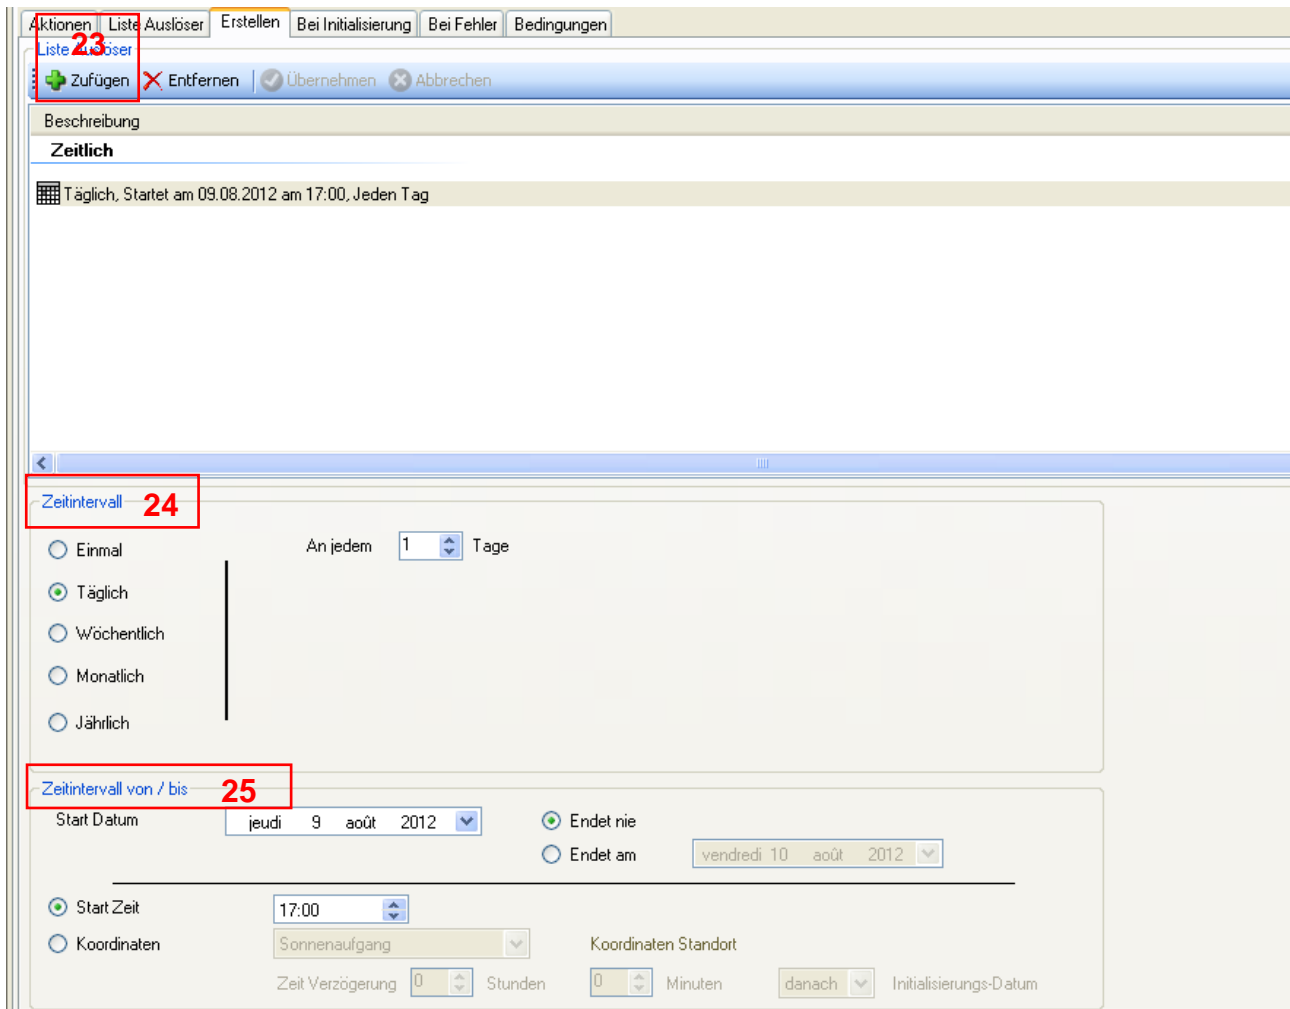 Aktionen Liste Auslöser Erstellen Bei Initialisierung Bei Fehler Bedingungen
23
Liste Auslöser
Zufügen Entfernen Übernehmen Abbrechen
Beschreibung
Zeitlich
Täglich, Startet am 09.08.2012 am 17:00, Jeden Tag
Zeitintervall 24
Einmal An jedem 1 Tage
Täglich
Wöchentlich
Monatlich
Jährlich
Zeitintervall von / bis 25
Start Datum jeudi 9 août 2012 Endet nie
Endet am vendredi 10 août 2012
Start Zeit 17:00
Koordinaten Sonnenaufgang Koordinaten Standort
Zeit Verzögerung 0 Stunden 0 Minuten danach Initialisierungs-Datum